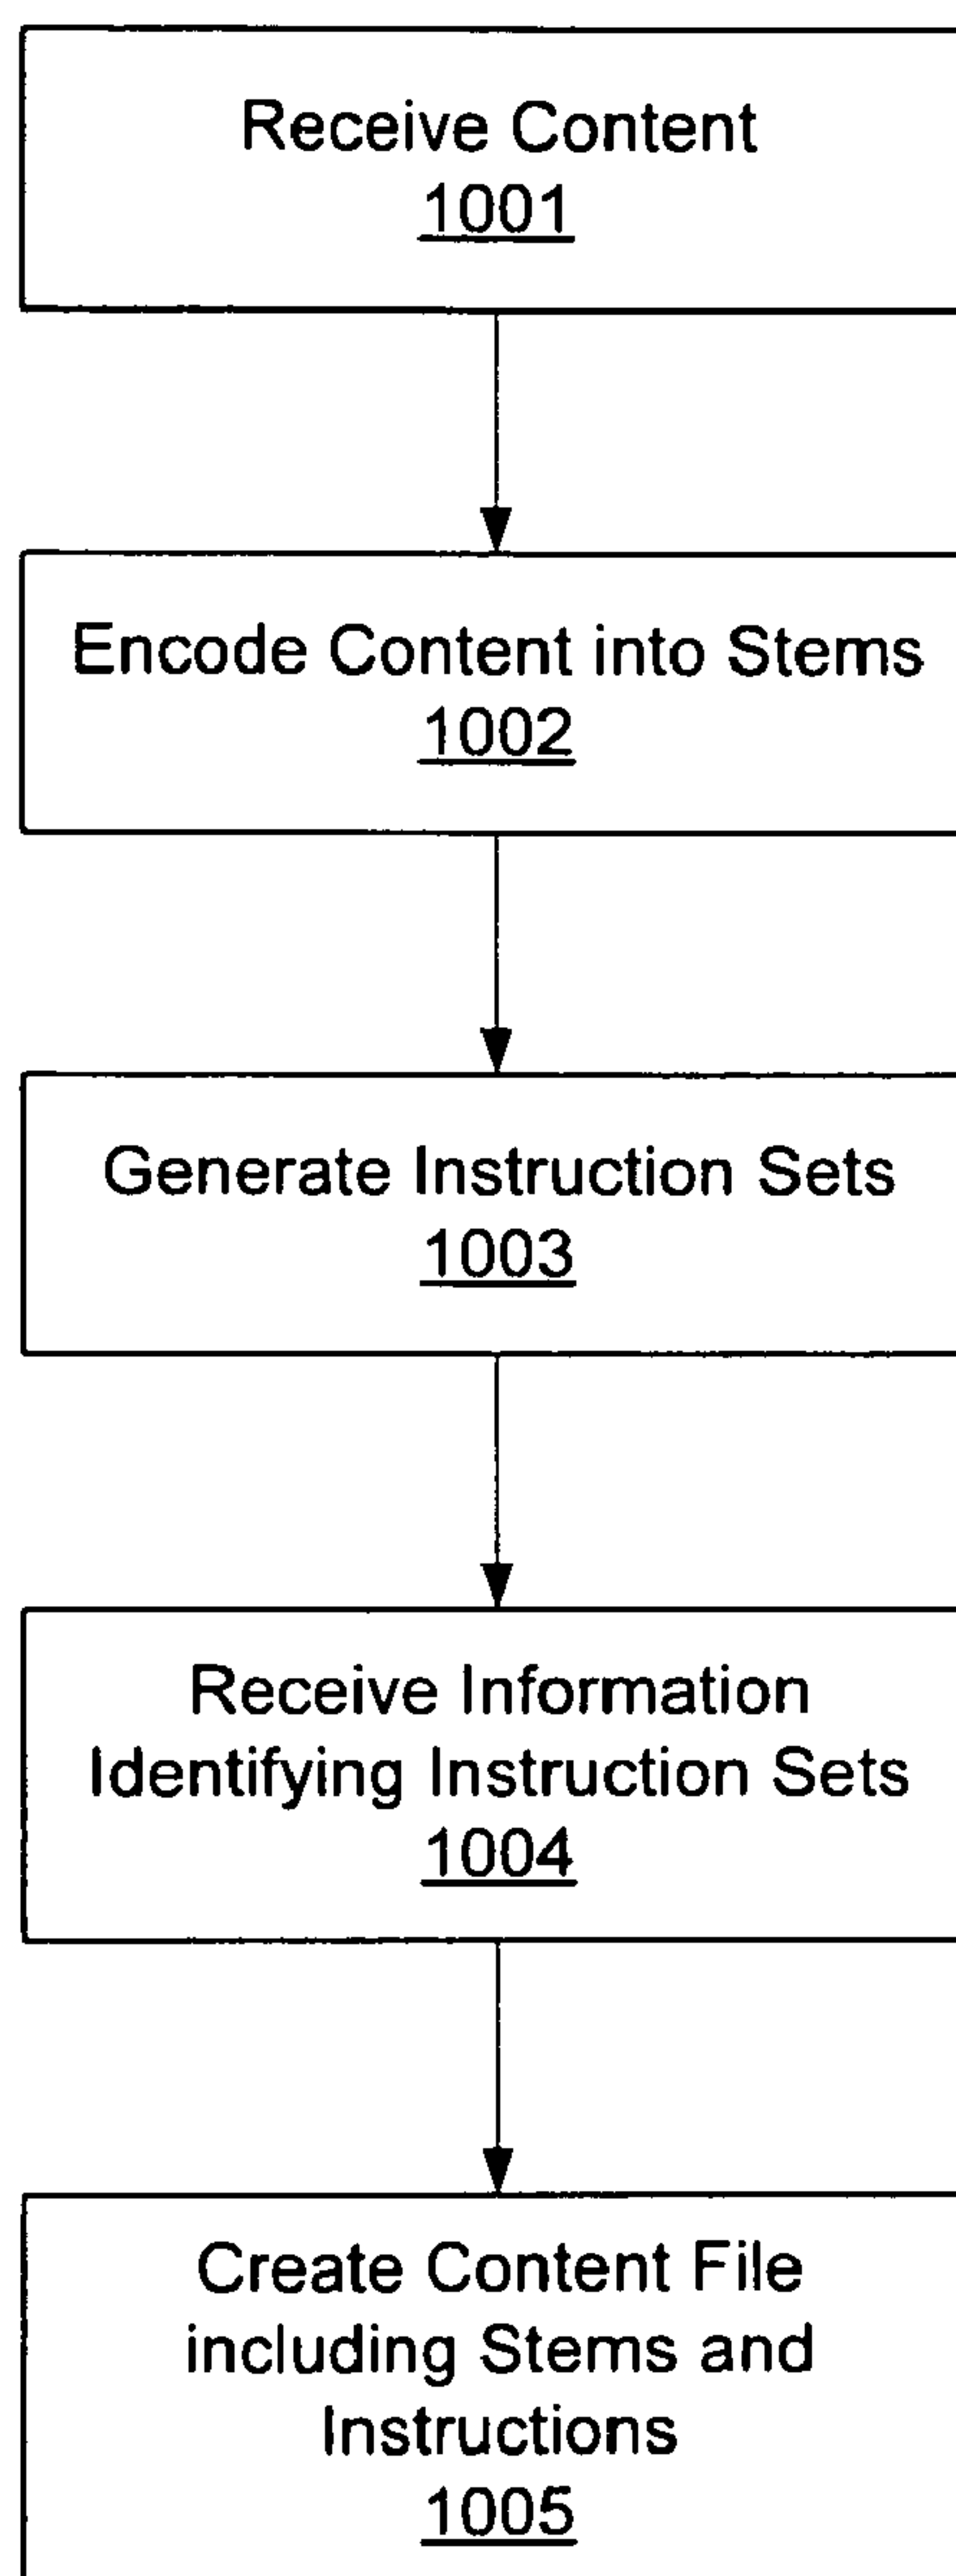 Receive Content
1001
Encode Content into Stems
1002
Generate Instruction Sets
1003
Receive Information
Identifying Instruction Sets
1004
Create Content File
including Stems and
Instructions
1005